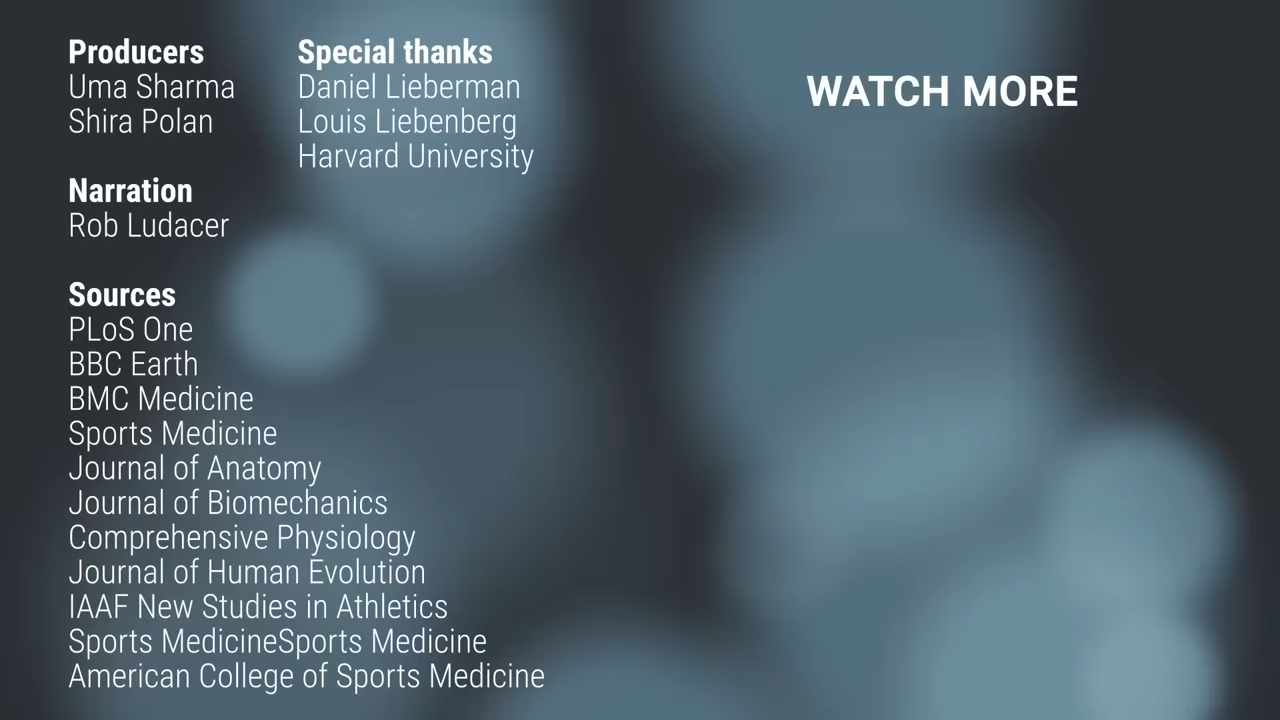 Producers
Uma Sharma
Shira Polan
Narration
Rob Ludacer
Sources
PLoS One
BBC Earth
BMC Medicine
Sports Medicine
Journal of Anatomy
Journal of Biomechanics
Comprehensive Physiology
Journal of Human Evolution
IAAF New Studies in Athletics
Sports MedicineSports Medicine
American College of Sports Medicine
Special thanks
Daniel Lieberman
Louis Liebenberg
Harvard University
WATCH MORE